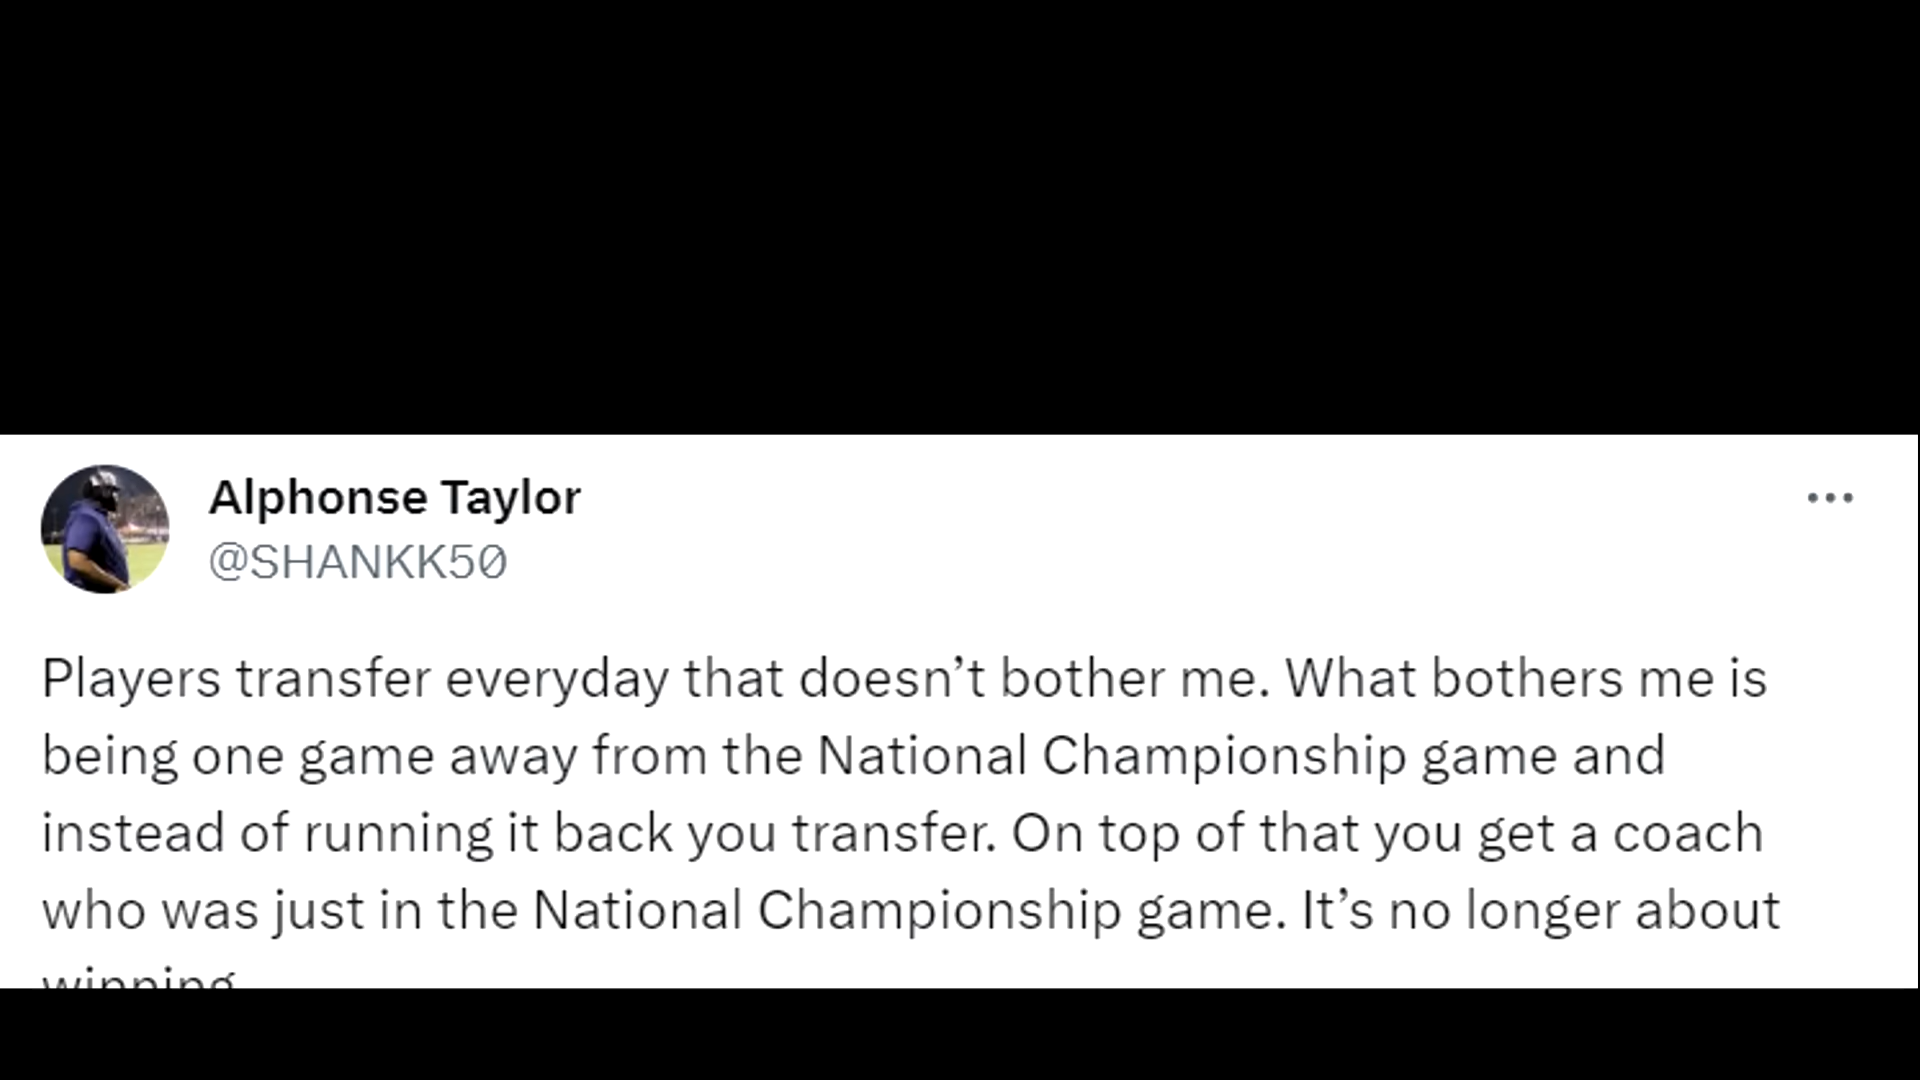 Alphonse Taylor
@SHANKK50
Players transfer everyday that doesn’t bother me. What bothers me is
being one game away from the National Championship game and
instead of running it back you transfer. On top of that you get a coach
who was just in the National Championship game. It’s no longer about
winning